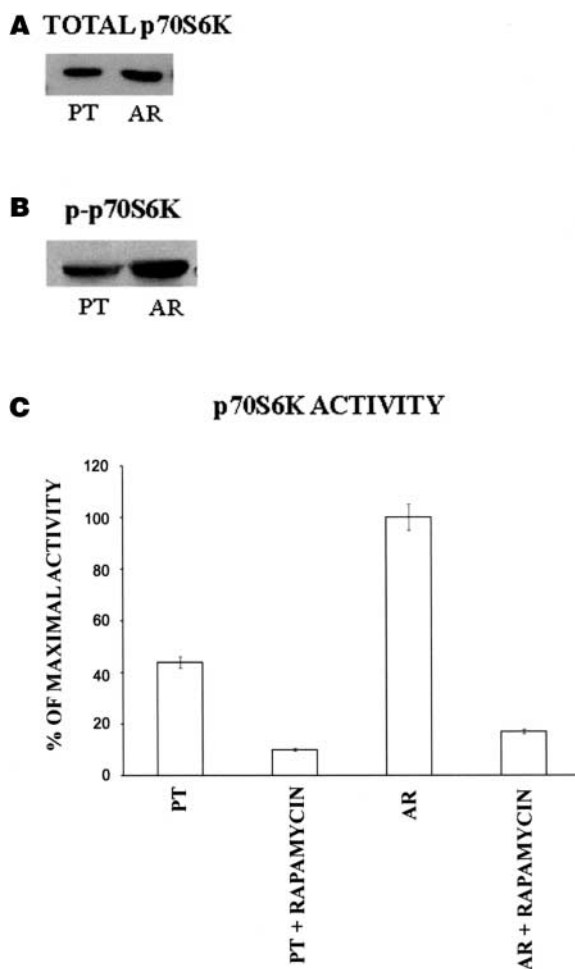 A TOTAL p70S6K
PT AR
B p-p70S6K
PT AR
C p70S6K ACTIVITY
% OF MAXIMAL ACTIVITY
120
100
80
60
40
20
0
PT
PT + RAPAMYCIN
AR
AR + RAPAMYCIN